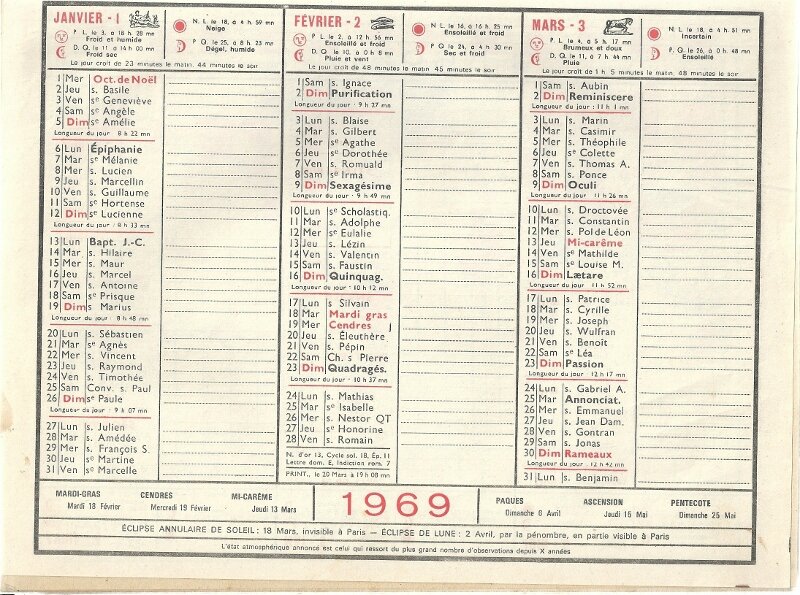 JANVIER - 1
P. L. le 3, à 18 h 28 mn
Froid et humide
D. Q. le 11, à 14 h 00 mn
Froid sec
N. L. le 18, à 4 h 59 mn
Neige
P. Q. le 25, à 8 h 23 mn
Dégel, humide
Le jour croît de 23 minutes le matin, 44 minutes le soir
1 Mer Oct. de Noël
2 Jeu s. Basile
3 Ven sᵉ Geneviève
4 Sam sᵉ Angèle
5 Dim sᵉ Amélie
Longueur du jour 8 h 22 mn
6 Lun Épiphanie
7 Mar sᵉ Mélanie
8 Mer s. Lucien
9 Jeu s. Marcellin
10 Ven s. Guillaume
11 Sam sᵉ Hortense
12 Dim sᵉ Lucienne
Longueur du jour · 8 h 33 mn
13 Lun Bapt. J.-C.
14 Mar s. Hilaire
15 Mer s. Maur
16 Jeu s. Marcel
17 Ven s. Antoine
18 Sam sᵉ Prisque
19 Dim s. Marius
Longueur du jour · 8 h 48 mn
20 Lun s. Sébastien
21 Mar sᵉ Agnès
22 Mer s. Vincent
23 Jeu s. Raymond
24 Ven s. Timothée
25 Sam Conv. s. Paul
26 Dim sᵉ Paule
Longueur du jour · 9 h 07 mn
27 Lun s. Julien
28 Mar s. Amédée
29 Mer s. François S.
30 Jeu sᵉ Martine
31 Ven sᵉ Marcelle
FÉVRIER - 2
P. L. le 2, à 12 h 56 mn
Ensoleillé et froid
D. Q. le 10, à 0 h 8 mn
Pluie et vent
N. L. le 16, à 16 h 25 mn
Ensoleillé et froid
P. Q. le 24, à 4 h 30 mn
Sec et froid
Le jour croît de 48 minutes le matin 45 minutes le soir
1 Sam s. Ignace
2 Dim Purification
Longueur du jour · 9 h 27 mn
3 Lun s. Blaise
4 Mar s. Gilbert
5 Mer sᵉ Agathe
6 Jeu sᵉ Dorothée
7 Ven s. Romuald
8 Sam sᵉ Irma
9 Dim Sexagésime
Longueur du jour · 9 h 49 mn
10 Lun sᵉ Scholastiq.
11 Mar s. Adolphe
12 Mer sᵉ Eulalie
13 Jeu s. Lézin
14 Ven s. Valentin
15 Sam s. Faustin
16 Dim Quinquag.
Longueur du jour · 10 h 12 mn
17 Lun s Silvain
18 Mar Mardi gras
19 Mer Cendres
20 Jeu s. Éleuthère
21 Ven s. Pépin
22 Sam Ch. s Pierre
23 Dim Quadragés.
Longueur du jour · 10 h 37 mn
24 Lun s. Mathias
25 Mar sᵉ Isabelle
26 Mer s. Nestor QT
27 Jeu sᵉ Honorine
28 Ven s. Romain
N. d'or 13, Cycle sol. 18, Ép. 11
Lettre dom. E, Indiction rom. 7
PRINT., le 20 Mars à 19 h 08 mn
MARS - 3
P. L. le 4, à 5 h 17 mn
Brumeux et doux
D. Q. le 11, à 7 h 44 mn
Pluie
N. L. le 18, à 4 h 51 mn
Incertain
P. Q. le 26, à 0 h 48 mn
Ensoleillé
Le jour croît de 1 h 5 minutes le matin, 48 minutes le soir
1 Sam s. Aubin
2 Dim Reminiscere
Longueur du jour : 11 h 1 mn
3 Lun s. Marin
4 Mar s. Casimir
5 Mer s. Théophile
6 Jeu sᵉ Colette
7 Ven s. Thomas A.
8 Sam s. Ponce
9 Dim Oculi
Longueur du jour · 11 h 26 mn
10 Lun s. Droctovée
11 Mar s. Constantin
12 Mer s. Pol de Léon
13 Jeu Mi-carême
14 Ven sᵉ Mathilde
15 Sam sᵉ Louise M.
16 Dim Lætare
Longueur du jour · 11 h 52 mn
17 Lun s. Patrice
18 Mar s. Cyrille
19 Mer s. Joseph
20 Jeu s. Wulfran
21 Ven s. Benoît
22 Sam sᵉ Léa
23 Dim Passion
Longueur du jour · 12 h 17 mn
24 Lun s. Gabriel A.
25 Mar Annonciat.
26 Mer s. Emmanuel
27 Jeu s. Jean Dam.
28 Ven s. Gontran
29 Sam s. Jonas
30 Dim Rameaux
Longueur du jour · 12 h 42 mn
31 Lun s. Benjamin
MARDI-GRAS
Mardi 18 Février
CENDRES
Mercredi 19 Février
MI-CARÊME
Jeudi 13 Mars
1969
PAQUES
Dimanche 6 Avril
ASCENSION
Jeudi 15 Mai
PENTECOTE
Dimanche 25 Mai
ÉCLIPSE ANNULAIRE DE SOLEIL : 18 Mars, invisible à Paris — ÉCLIPSE DE LUNE : 2 Avril, par la pénombre, en partie visible à Paris
L'état atmosphérique annoncé est celui qui ressort du plus grand nombre d'observations depuis X années